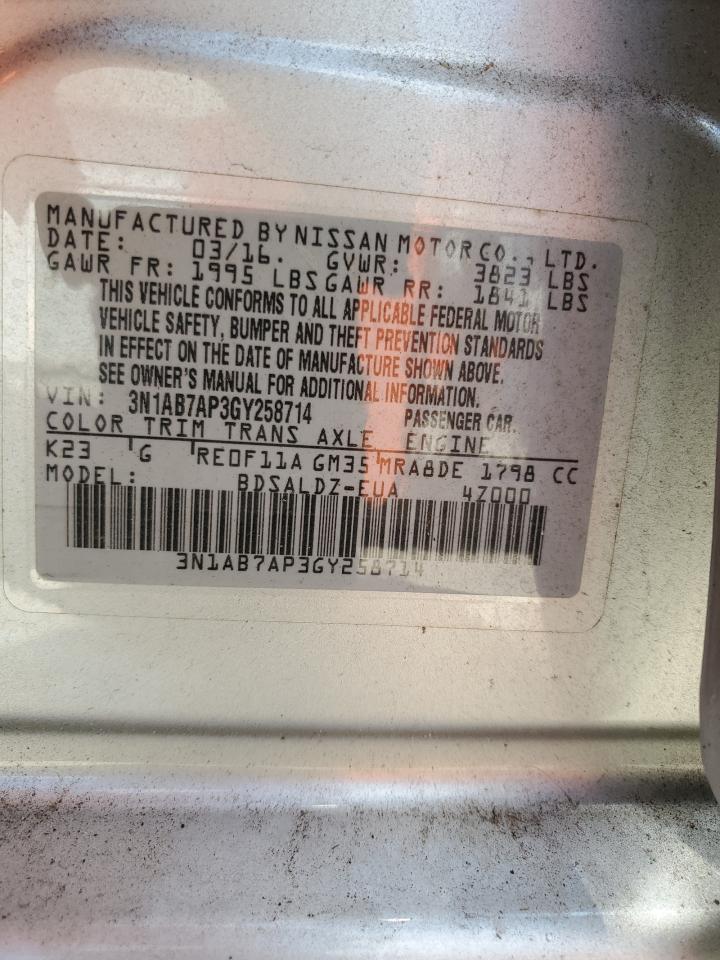 MANUFACTURED BY NISSAN MOTOR CO., LTD.
DATE: 03/16. GVWR: 3823 LBS
GAWR FR: 1995 LBS GAWR RR: 1841 LBS
THIS VEHICLE CONFORMS TO ALL APPLICABLE FEDERAL MOTOR
VEHICLE SAFETY, BUMPER AND THEFT PREVENTION STANDARDS
IN EFFECT ON THE DATE OF MANUFACTURE SHOWN ABOVE.
SEE OWNER'S MANUAL FOR ADDITIONAL INFORMATION.
VIN: 3N1AB7AP3GY258714 PASSENGER CAR.
COLOR TRIM TRANS AXLE ENGINE
K23 G RE0F11A GM35 MRA8DE 1798 CC
MODEL: BDSALDZ-EUA 4Z000
3N1AB7AP3GY258714